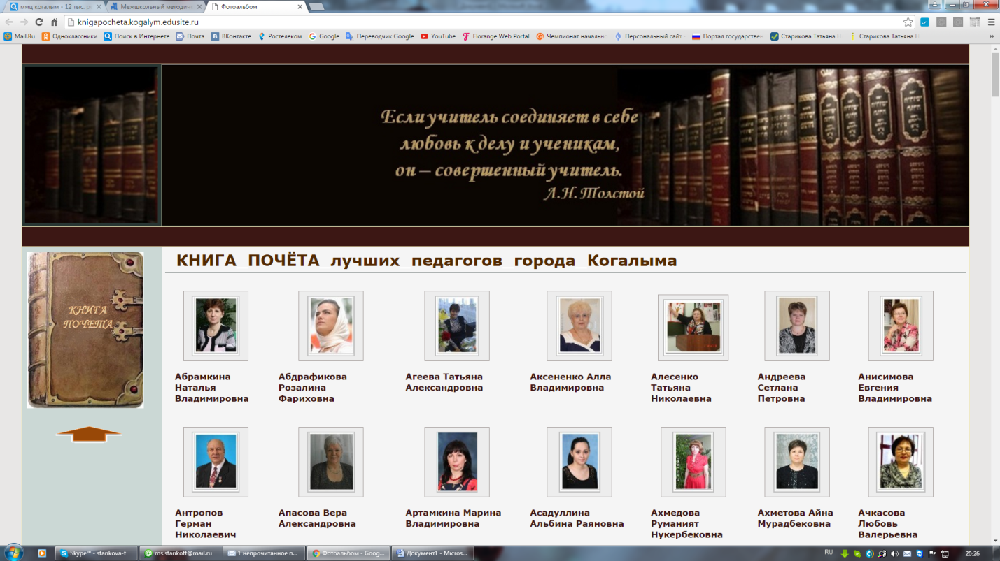 ммц когалым - 12 тыс. р
Межшкольный методич
Фотоальбом
knigapocheta.kogalym.edusite.ru
Mail.Ru
Одноклассники
Поиск в Интернете
Почта
ВКонтакте
Ростелеком
Google
Переводчик Google
YouTube
Florange Web Portal
Чемпионат начально
Персональный сайт
Портал государствен
Старикова Татьяна Н
Старикова Татьяна Н
Если учитель соединяет в себе
любовь к делу и ученикам,
он – совершенный учитель.
Л.Н. Толстой
КНИГА
ПОЧЕТА
КНИГА ПОЧЁТА лучших педагогов города Когалыма
Абрамкина
Наталья
Владимировна
Абдрафикова
Розалина
Фариховна
Агеева Татьяна
Александровна
Аксененко Алла
Владимировна
Алесенко
Татьяна
Николаевна
Андреева
Сетлана
Петровна
Анисимова
Евгения
Владимировна
Антропов
Герман
Николаевич
Апасова Вера
Александровна
Артамкина Марина
Владимировна
Асадуллина
Альбина Раяновна
Ахмедова
Руманият
Нукербековна
Ахметова Айна
Мурадбековна
Ачкасова
Любовь
Валерьевна
Skype™ - starikova-t
ms.starikoff@mail.ru
1 непрочитанное п...
Фотоальбом - Goog...
Документ1 - Micros...
RU
20:26